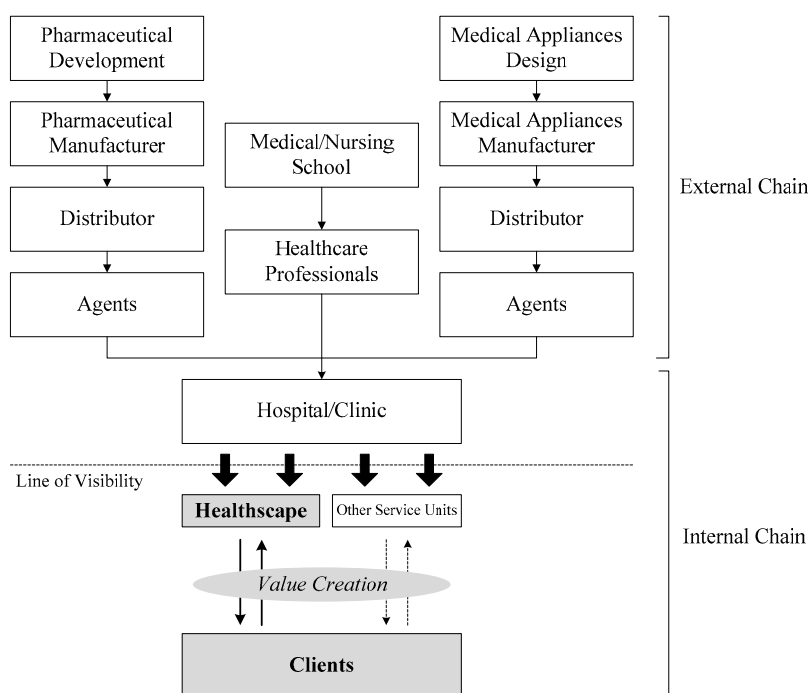 Pharmaceutical
Development
Pharmaceutical
Manufacturer
Distributor
Agents
Medical/Nursing
School
Healthcare
Professionals
Medical Appliances
Design
Medical Appliances
Manufacturer
Distributor
Agents
External Chain
Hospital/Clinic
Line of Visibility
Healthscape
Other Service Units
Value Creation
Clients
Internal Chain